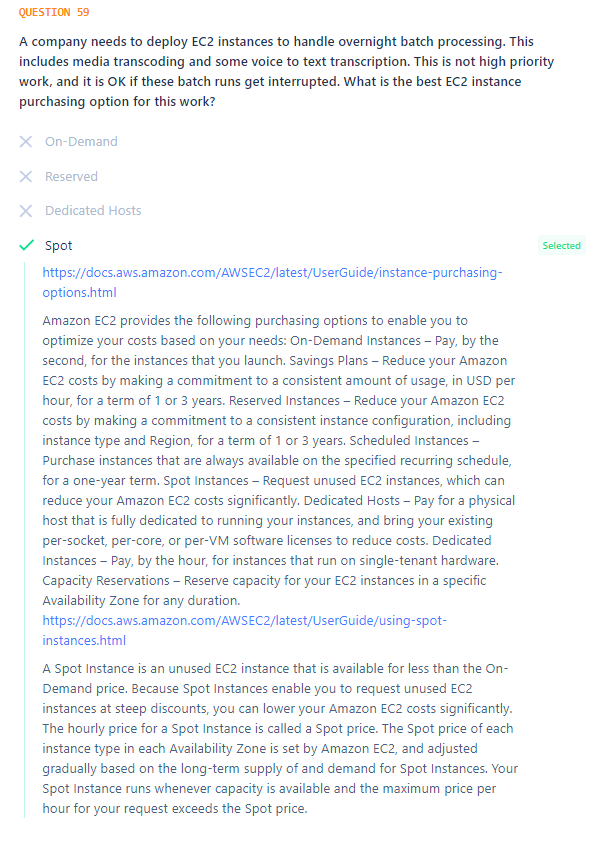 QUESTION 59
A company needs to deploy EC2 instances to handle overnight batch processing. This
includes media transcoding and some voice to text transcription. This is not high priority
work, and it is OK if these batch runs get interrupted. What is the best EC2 instance
purchasing option for this work?
On-Demand
Reserved
Dedicated Hosts
Spot
Selected
https://docs.aws.amazon.com/AWSEC2/latest/UserGuide/instance-purchasing-
options.html
Amazon EC2 provides the following purchasing options to enable you to
optimize your costs based on your needs: On-Demand Instances – Pay, by the
second, for the instances that you launch. Savings Plans – Reduce your Amazon
EC2 costs by making a commitment to a consistent amount of usage, in USD per
hour, for a term of 1 or 3 years. Reserved Instances – Reduce your Amazon EC2
costs by making a commitment to a consistent instance configuration, including
instance type and Region, for a term of 1 or 3 years. Scheduled Instances –
Purchase instances that are always available on the specified recurring schedule,
for a one-year term. Spot Instances – Request unused EC2 instances, which can
reduce your Amazon EC2 costs significantly. Dedicated Hosts – Pay for a physical
host that is fully dedicated to running your instances, and bring your existing
per-socket, per-core, or per-VM software licenses to reduce costs. Dedicated
Instances – Pay, by the hour, for instances that run on single-tenant hardware.
Capacity Reservations – Reserve capacity for your EC2 instances in a specific
Availability Zone for any duration.
https://docs.aws.amazon.com/AWSEC2/latest/UserGuide/using-spot-
instances.html
A Spot Instance is an unused EC2 instance that is available for less than the On-
Demand price. Because Spot Instances enable you to request unused EC2
instances at steep discounts, you can lower your Amazon EC2 costs significantly.
The hourly price for a Spot Instance is called a Spot price. The Spot price of each
instance type in each Availability Zone is set by Amazon EC2, and adjusted
gradually based on the long-term supply of and demand for Spot Instances. Your
Spot Instance runs whenever capacity is available and the maximum price per
hour for your request exceeds the Spot price.